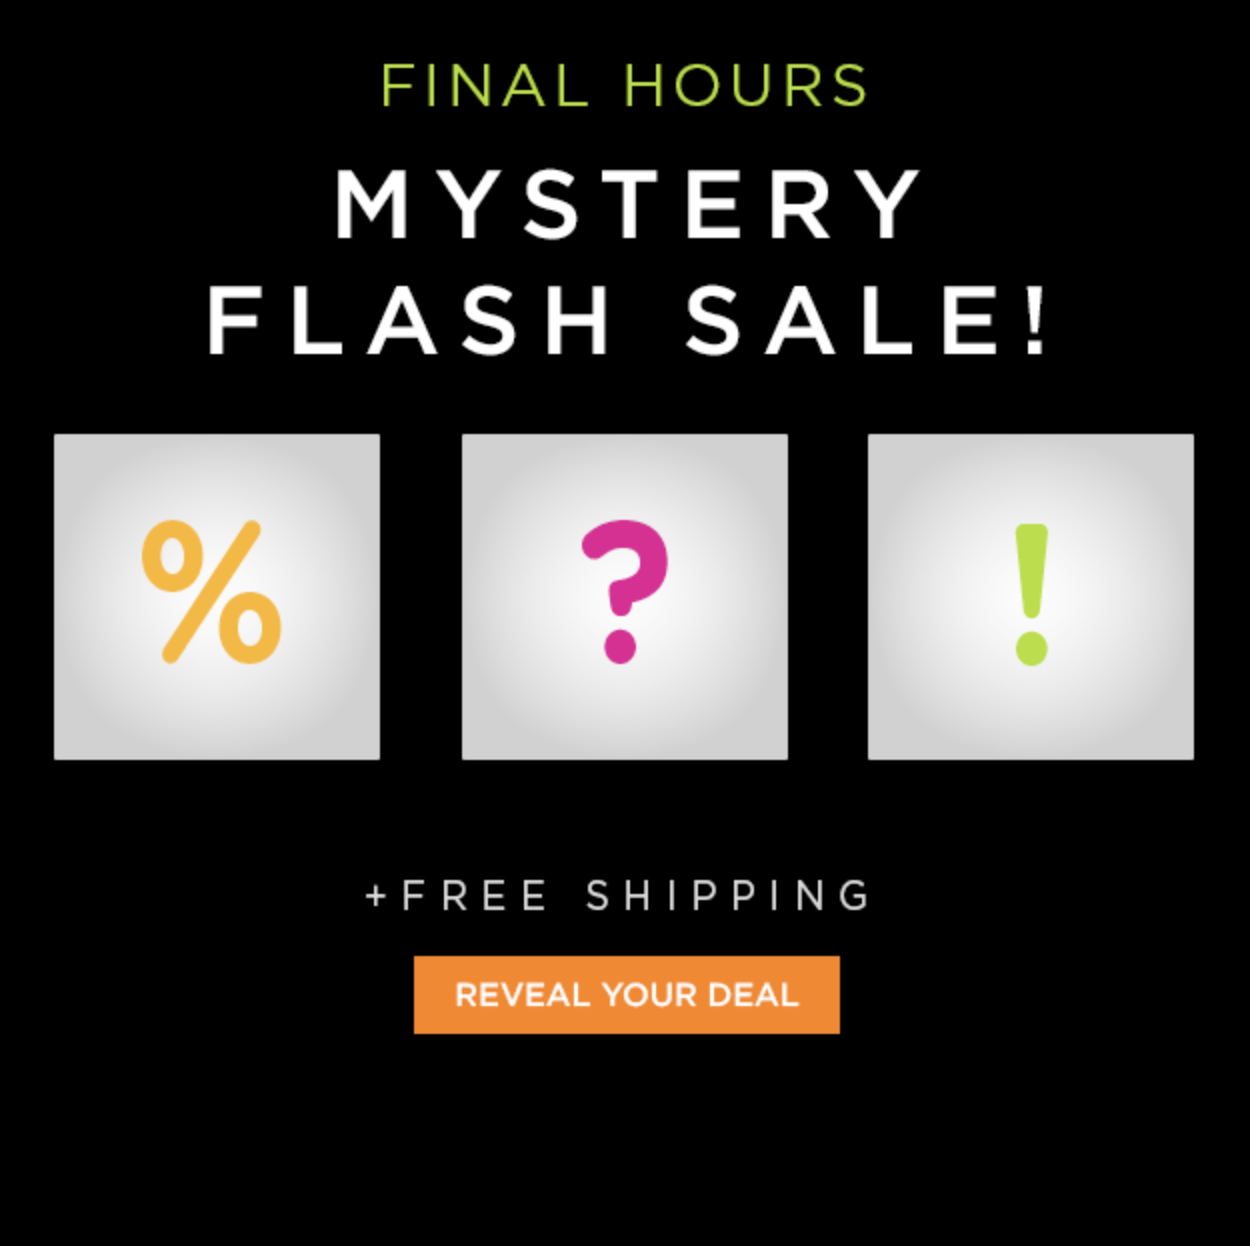 FINAL HOURS
MYSTERY
FLASH SALE!
% ? !
+FREE SHIPPING
REVEAL YOUR DEAL